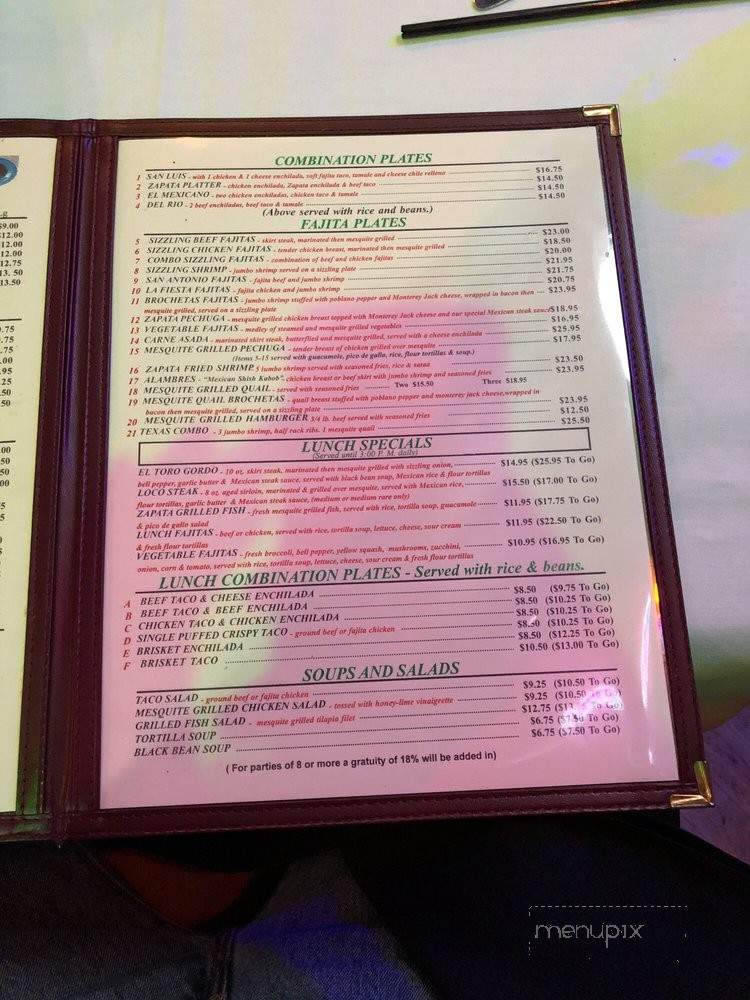 -g
$9.00
$12.00
12.00
12.00
12.75
13.50
13.50
COMBINATION PLATES
1 SAN LUIS - with 1 chicken & 1 cheese enchilada, soft fajita taco, tamale and cheese chile relleno $16.75
2 ZAPATA PLATTER - chicken enchilada, Zapata enchilada & beef taco $14.50
3 EL MEXICANO - two chicken enchiladas, chicken taco & tamale $14.50
4 DEL RIO - 2 beef enchiladas, beef taco & tamale $14.50
(Above served with rice and beans.)
FAJITA PLATES
5 SIZZLING BEEF FAJITAS - skirt steak, marinated then mesquite grilled $23.00
6 SIZZLING CHICKEN FAJITAS - tender chicken breast, marinated then mesquite grilled $18.50
7 COMBO SIZZLING FAJITAS - combination of beef and chicken fajitas $20.00
8 SIZZLING SHRIMP - jumbo shrimp served on a sizzling plate $21.95
9 SAN ANTONIO FAJITAS - fajita beef and jumbo shrimp $21.75
10 LA FIESTA FAJITAS - fajita chicken and jumbo shrimp $20.75
11 BROCHETAS FAJITAS - jumbo shrimp stuffed with poblano pepper and Monterey Jack cheese, wrapped in bacon then $23.95
mesquite grilled, served on a sizzling plate
12 ZAPATA PECHUGA - mesquite grilled chicken breast topped with Monterey Jack cheese and our special Mexican steak sauce $18.95
13 VEGETABLE FAJITAS - medley of steamed and mesquite grilled vegetables $16.95
14 CARNE ASADA - marinated skirt steak, butterflied and mesquite grilled, served with a cheese enchilada $25.95
15 MESQUITE GRILLED PECHUGA - tender breast of chicken grilled over mesquite $17.95
(Items 5-15 served with guacamole, pico de gallo, rice, flour tortillas & soup.)
16 ZAPATA FRIED SHRIMP 5 jumbo shrimp served with seasoned fries, rice & salad $23.50
17 ALAMBRES - "Mexican Shish Kabob", chicken breast or beef skirt with jumbo shrimp and seasoned fries $23.95
18 MESQUITE GRILLED QUAIL - served with seasoned fries Two $15.50 Three $18.95
19 MESQUITE QUAIL BROCHETAS - quail breast stuffed with poblano pepper and monterey jack cheese, wrapped in
bacon then mesquite grilled, served on a sizzling plate $23.95
20 MESQUITE GRILLED HAMBURGER 3/4 lb. beef served with seasoned fries $12.50
21 TEXAS COMBO - 3 jumbo shrimp, half rack ribs. 1 mesquite quail $25.50
LUNCH SPECIALS
(Served until 3:00 P. M. daily)
EL TORO GORDO - 10 oz. skirt steak, marinated then mesquite grilled with sizzling onion, $14.95 ($25.95 To Go)
bell pepper, garlic butter & Mexican steak sauce, served with black bean soup, Mexican rice & flour tortillas
LOCO STEAK - 8 oz. aged sirloin, marinated & grilled over mesquite, served with Mexican rice, $15.50 ($17.00 To Go)
flour tortillas, garlic butter & Mexican steak sauce, (medium or medium rare only)
ZAPATA GRILLED FISH - fresh mesquite grilled fish, served with rice, tortilla soup, guacamole $11.95 ($17.75 To Go)
& pico de gallo salad
LUNCH FAJITAS - beef or chicken, served with rice, tortilla soup, lettuce, cheese, sour cream $11.95 ($22.50 To Go)
& fresh flour tortillas
VEGETABLE FAJITAS - fresh broccoli, bell pepper, yellow squash, mushrooms, zucchini, $10.95 ($16.95 To Go)
onion, corn & tomato, served with rice, tortilla soup, lettuce, cheese, sour cream & fresh flour tortillas
LUNCH COMBINATION PLATES - Served with rice & beans.
A BEEF TACO & CHEESE ENCHILADA $8.50 ($9.75 To Go)
B BEEF TACO & BEEF ENCHILADA $8.50 ($10.25 To Go)
C CHICKEN TACO & CHICKEN ENCHILADA $8.50 ($10.25 To Go)
D SINGLE PUFFED CRISPY TACO - ground beef or fajita chicken $8.50 ($10.25 To Go)
E BRISKET ENCHILADA $8.50 ($12.25 To Go)
F BRISKET TACO $10.50 ($13.00 To Go)
SOUPS AND SALADS
TACO SALAD - ground beef or fajita chicken $9.25 ($10.50 To Go)
MESQUITE GRILLED CHICKEN SALAD - tossed with honey-lime vinaigrette $9.25 ($10.50 To Go)
GRILLED FISH SALAD - mesquite grilled tilapia filet $12.75 To Go)
TORTILLA SOUP $6.75 ($7.50 To Go)
BLACK BEAN SOUP $6.75 ($7.50 To Go)
( For parties of 8 or more a gratuity of 18% will be added in)
menupix